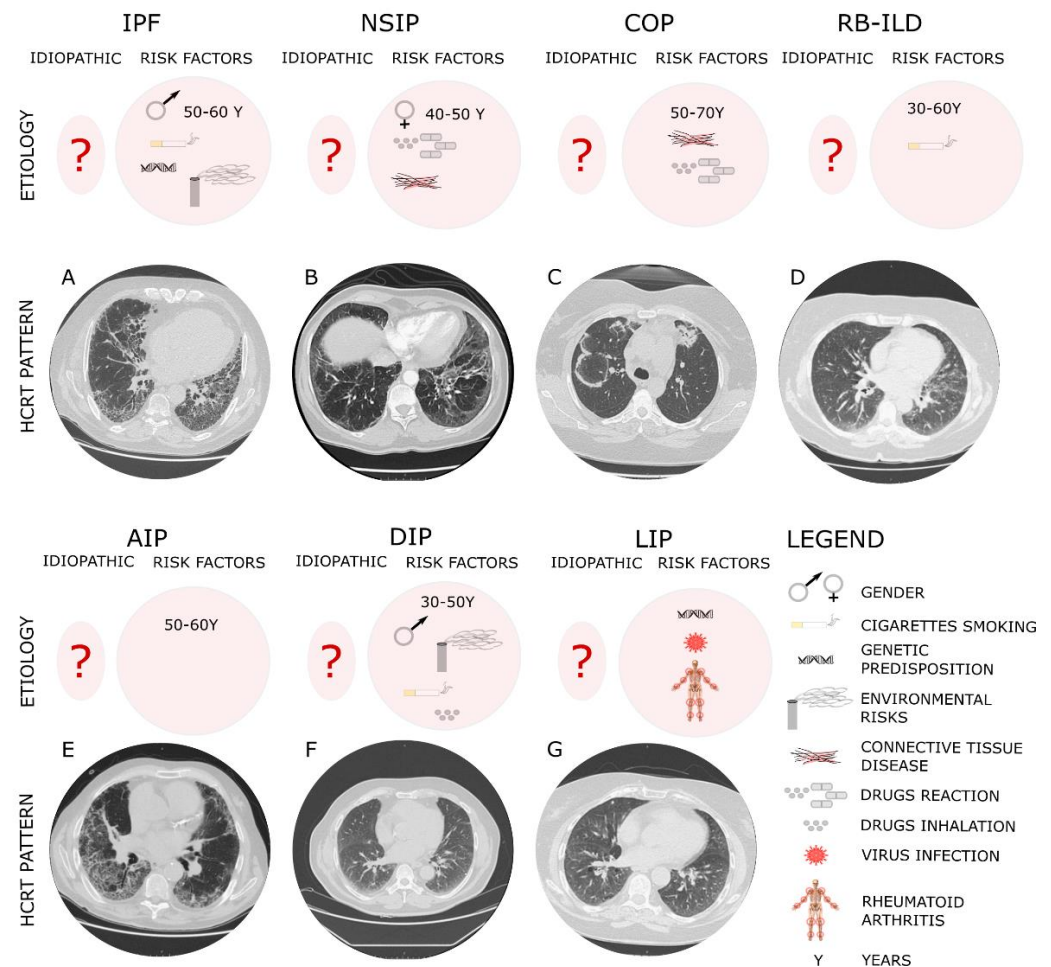 IPF
NSIP
COP
RB-ILD
IDIOPATHIC RISK FACTORS
IDIOPATHIC RISK FACTORS
IDIOPATHIC RISK FACTORS
IDIOPATHIC RISK FACTORS
ETIOLOGY
?
50-60 Y
?
40-50 Y
?
50-70Y
?
30-60Y
HCRT PATTERN
A
B
C
D
AIP
DIP
LIP
LEGEND
IDIOPATHIC RISK FACTORS
IDIOPATHIC RISK FACTORS
IDIOPATHIC RISK FACTORS
ETIOLOGY
?
50-60Y
?
30-50Y
?
GENDER
CIGARETTES SMOKING
GENETIC
PREDISPOSITION
ENVIRONMENTAL
RISKS
CONNECTIVE TISSUE
DISEASE
DRUGS REACTION
DRUGS INHALATION
VIRUS INFECTION
RHEUMATOID
ARTHRITIS
Y YEARS
HCRT PATTERN
E
F
G